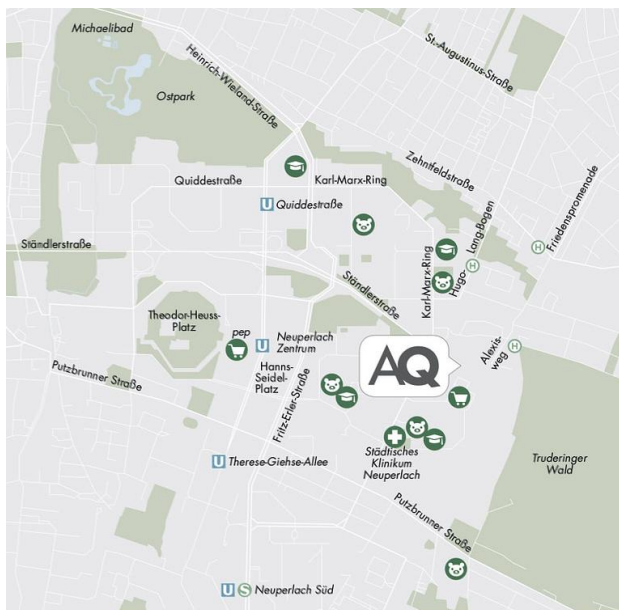 Michaelibad
St.-Augustinus-Straße
Heinrich-Wieland-Straße
Ostpark
Zehntfeldstraße
Quiddestraße
Karl-Marx-Ring
Friedenspromenade
U Quiddestraße
Hugo-
Lang-Bogen
H
Ständlerstraße
Karl-Marx-Ring
H
Ständlerstraße
Theodor-Heuss-
Platz
pep
U Neuperlach
Zentrum
Alexis-
weg
H
AQ
Hanns-
Seidel-
Platz
Putzbrunner Straße
Fritz-Erler-Straße
Städtisches
Klinikum
Neuperlach
Truderinger
Wald
U Therese-Giehse-Allee
Putzbrunner Straße
U S Neuperlach Süd